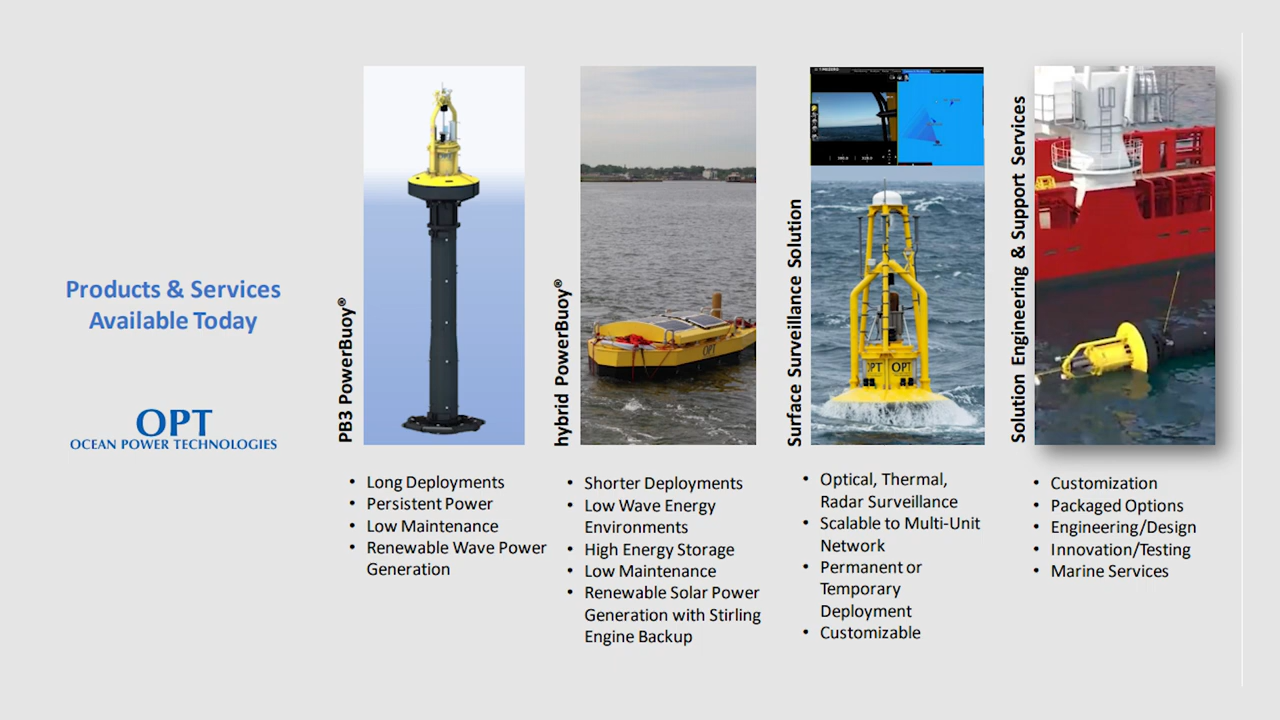 Products & Services
Available Today
OPT
OCEAN POWER TECHNOLOGIES
PB3 PowerBuoy®
• Long Deployments
• Persistent Power
• Low Maintenance
• Renewable Wave Power
Generation
hybrid PowerBuoy®
OPT
• Shorter Deployments
• Low Wave Energy
Environments
• High Energy Storage
• Low Maintenance
• Renewable Solar Power
Generation with Stirling
Engine Backup
Surface Surveillance Solution
OPT OPT
• Optical, Thermal,
Radar Surveillance
• Scalable to Multi-Unit
Network
• Permanent or
Temporary
Deployment
• Customizable
Solution Engineering & Support Services
• Customization
• Packaged Options
• Engineering/Design
• Innovation/Testing
• Marine Services